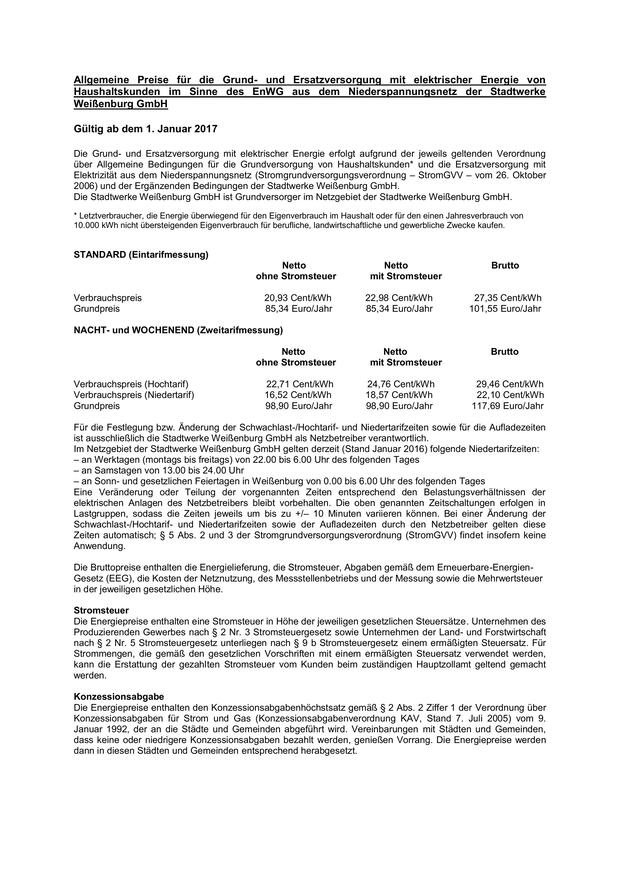 Allgemeine Preise für die Grund- und Ersatzversorgung mit elektrischer Energie von
Haushaltskunden im Sinne des EnWG aus dem Niederspannungsnetz der Stadtwerke
Weißenburg GmbH
Gültig ab dem 1. Januar 2017
Die Grund- und Ersatzversorgung mit elektrischer Energie erfolgt aufgrund der jeweils geltenden Verordnung
über Allgemeine Bedingungen für die Grundversorgung von Haushaltskunden* und die Ersatzversorgung mit
Elektrizität aus dem Niederspannungsnetz (Stromgrundversorgungsverordnung – StromGVV – vom 26. Oktober
2006) und der Ergänzenden Bedingungen der Stadtwerke Weißenburg GmbH.
Die Stadtwerke Weißenburg GmbH ist Grundversorger im Netzgebiet der Stadtwerke Weißenburg GmbH.
* Letztverbraucher, die Energie überwiegend für den Eigenverbrauch im Haushalt oder für den einen Jahresverbrauch von
10.000 kWh nicht übersteigenden Eigenverbrauch für berufliche, landwirtschaftliche und gewerbliche Zwecke kaufen.
STANDARD (Eintarifmessung)
Netto Netto Brutto
ohne Stromsteuer mit Stromsteuer
Verbrauchspreis 20,93 Cent/kWh 22,98 Cent/kWh 27,35 Cent/kWh
Grundpreis 85,34 Euro/Jahr 85,34 Euro/Jahr 101,55 Euro/Jahr
NACHT- und WOCHENEND (Zweitarifmessung)
Netto Netto Brutto
ohne Stromsteuer mit Stromsteuer
Verbrauchspreis (Hochtarif) 22,71 Cent/kWh 24,76 Cent/kWh 29,46 Cent/kWh
Verbrauchspreis (Niedertarif) 16,52 Cent/kWh 18,57 Cent/kWh 22,10 Cent/kWh
Grundpreis 98,90 Euro/Jahr 98,90 Euro/Jahr 117,69 Euro/Jahr
Für die Festlegung bzw. Änderung der Schwachlast-/Hochtarif- und Niedertarifzeiten sowie für die Aufladezeiten
ist ausschließlich die Stadtwerke Weißenburg GmbH als Netzbetreiber verantwortlich.
Im Netzgebiet der Stadtwerke Weißenburg GmbH gelten derzeit (Stand Januar 2016) folgende Niedertarifzeiten:
– an Werktagen (montags bis freitags) von 22.00 bis 6.00 Uhr des folgenden Tages
– an Samstagen von 13.00 bis 24.00 Uhr
– an Sonn- und gesetzlichen Feiertagen in Weißenburg von 0.00 bis 6.00 Uhr des folgenden Tages
Eine Veränderung oder Teilung der vorgenannten Zeiten entsprechend den Belastungsverhältnissen der
elektrischen Anlagen des Netzbetreibers bleibt vorbehalten. Die oben genannten Zeitschaltungen erfolgen in
Lastgruppen, sodass die Zeiten jeweils um bis zu +/– 10 Minuten variieren können. Bei einer Änderung der
Schwachlast-/Hochtarif- und Niedertarifzeiten sowie der Aufladezeiten durch den Netzbetreiber gelten diese
Zeiten automatisch; § 5 Abs. 2 und 3 der Stromgrundversorgungsverordnung (StromGVV) findet insofern keine
Anwendung.
Die Bruttopreise enthalten die Energielieferung, die Stromsteuer, Abgaben gemäß dem Erneuerbare-Energien-
Gesetz (EEG), die Kosten der Netznutzung, des Messstellenbetriebs und der Messung sowie die Mehrwertsteuer
in der jeweiligen gesetzlichen Höhe.
Stromsteuer
Die Energiepreise enthalten eine Stromsteuer in Höhe der jeweiligen gesetzlichen Steuersätze. Unternehmen des
Produzierenden Gewerbes nach § 2 Nr. 3 Stromsteuergesetz sowie Unternehmen der Land- und Forstwirtschaft
nach § 2 Nr. 5 Stromsteuergesetz unterliegen nach § 9 b Stromsteuergesetz einem ermäßigten Steuersatz. Für
Strommengen, die gemäß den gesetzlichen Vorschriften mit einem ermäßigten Steuersatz verwendet werden,
kann die Erstattung der gezahlten Stromsteuer vom Kunden beim zuständigen Hauptzollamt geltend gemacht
werden.
Konzessionsabgabe
Die Energiepreise enthalten den Konzessionsabgabenhöchstsatz gemäß § 2 Abs. 2 Ziffer 1 der Verordnung über
Konzessionsabgaben für Strom und Gas (Konzessionsabgabenverordnung KAV, Stand 7. Juli 2005) vom 9.
Januar 1992, der an die Städte und Gemeinden abgeführt wird. Vereinbarungen mit Städten und Gemeinden,
dass keine oder niedrigere Konzessionsabgaben bezahlt werden, genießen Vorrang. Die Energiepreise werden
dann in diesen Städten und Gemeinden entsprechend herabgesetzt.